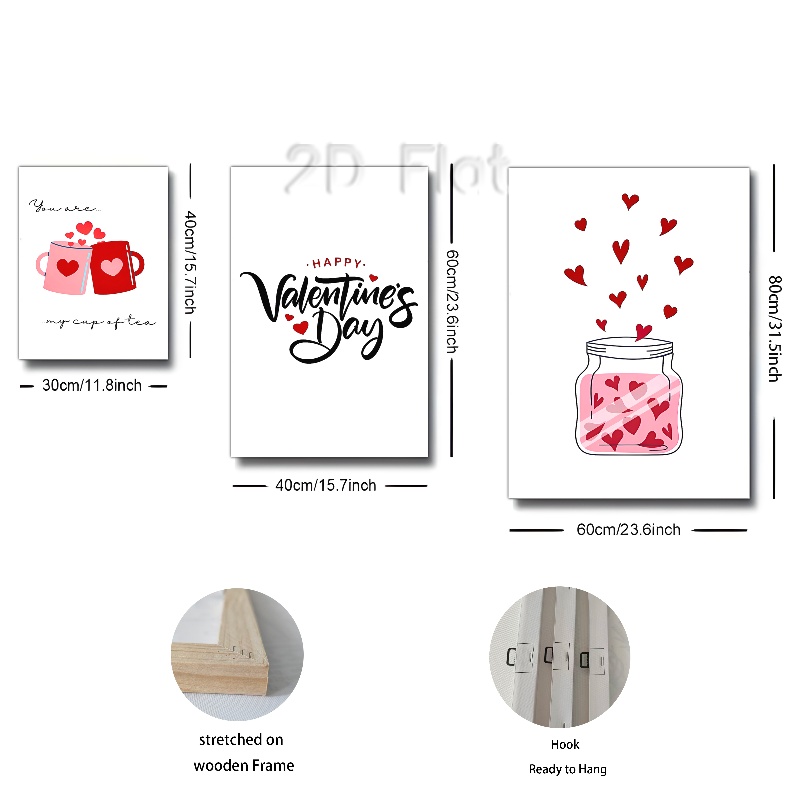 2D Flat
You are...
my cup of tea
40cm/15.7inch
30cm/11.8inch
·HAPPY·
Valentine's
Day
60cm/23.6inch
40cm/15.7inch
80cm/31.5inch
60cm/23.6inch
stretched on
wooden Frame
Hook
Ready to Hang